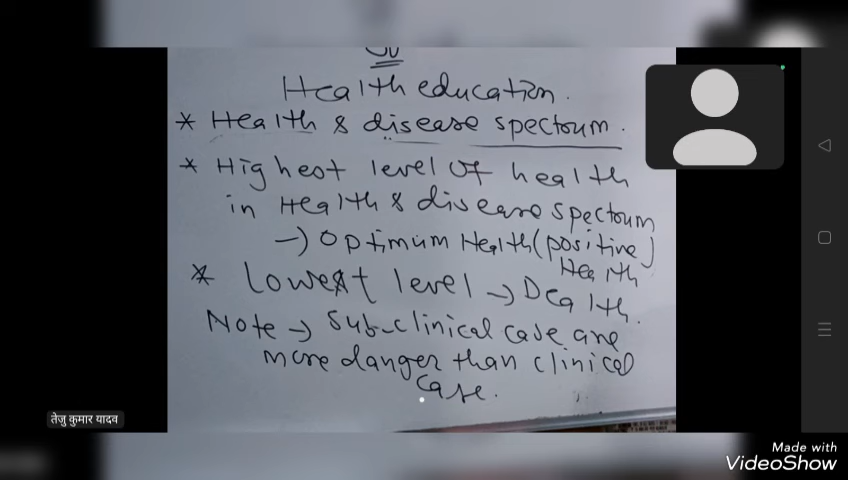 Health education.
* Health & disease spectrum.
* Highest level of health
in Health & disease spectrum
→ Optimum Health (positive)
Health
* Lowest level → Dealth.
Note → Sub-clinical case are
more danger than clinical
case.
तेजु कुमार यादव
Made with
VideoShow